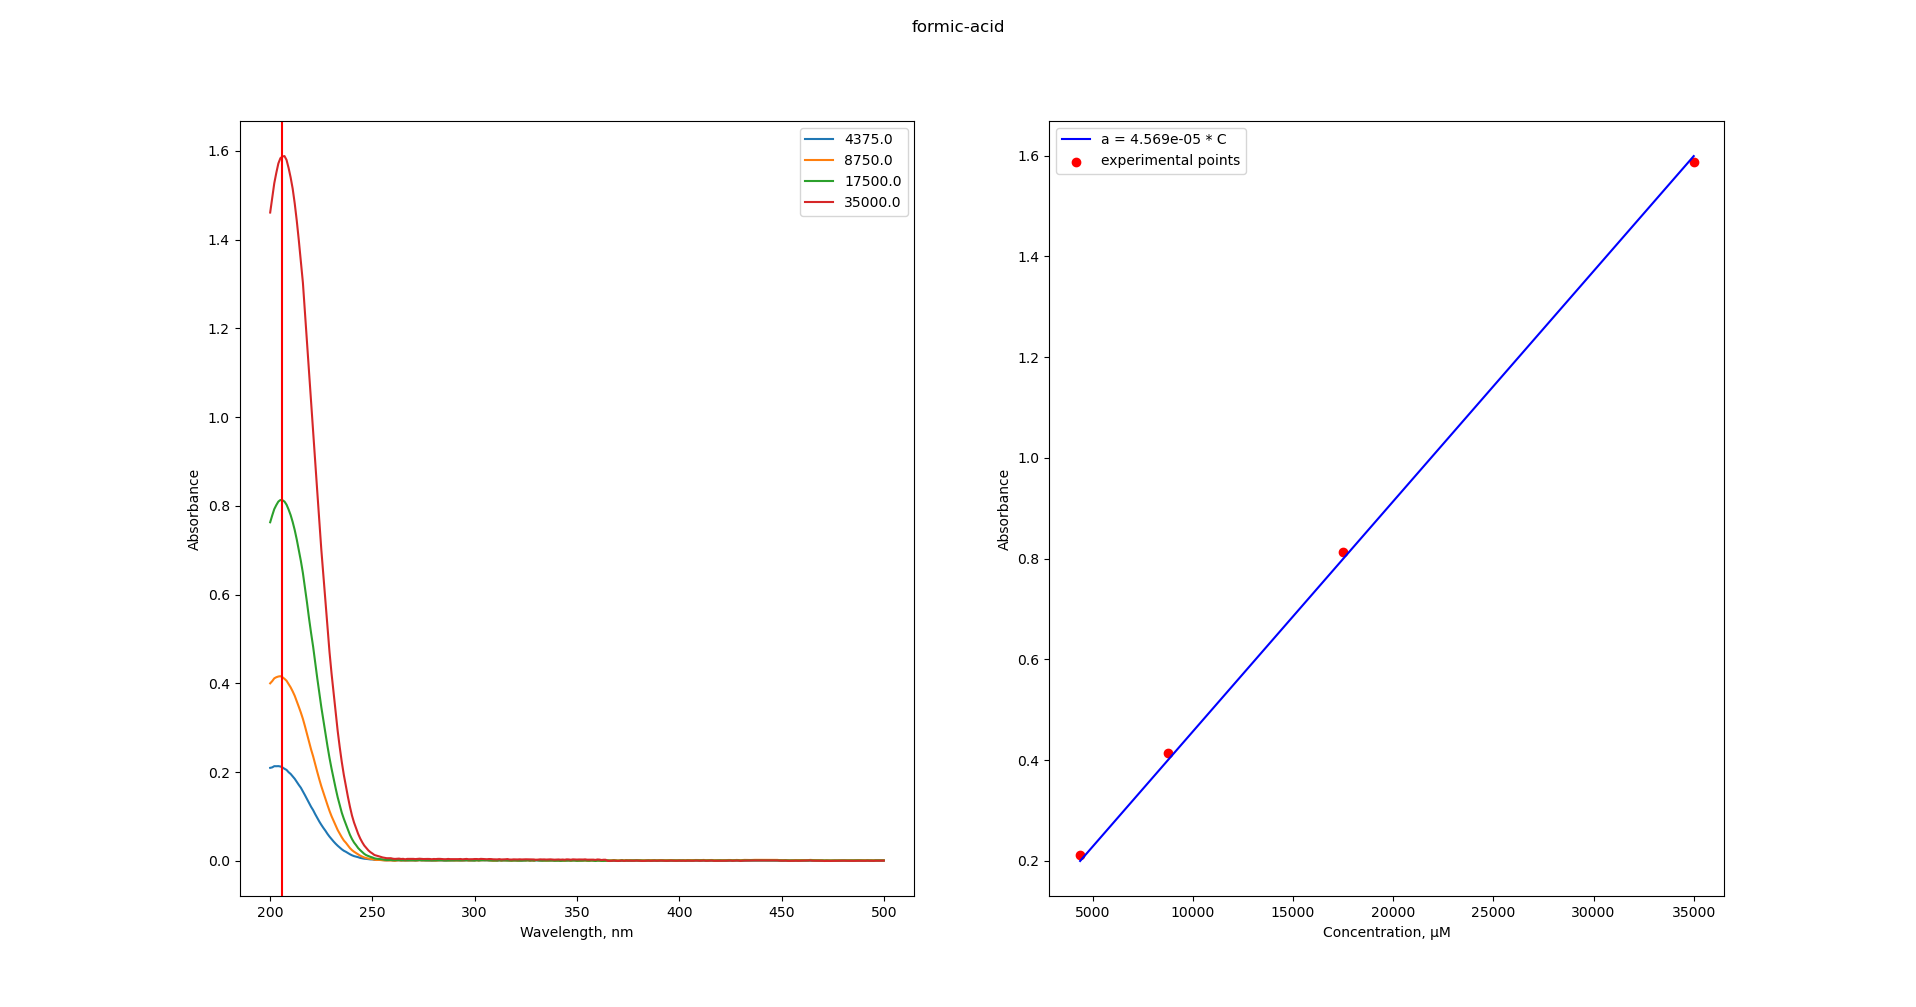 formic-acid
1.6
1.4
1.2
1.0
0.8
0.6
0.4
0.2
0.0
Absorbance
200 250 300 350 400 450 500
Wavelength, nm
4375.0
8750.0
17500.0
35000.0
1.6
1.4
1.2
1.0
0.8
0.6
0.4
0.2
Absorbance
5000 10000 15000 20000 25000 30000 35000
Concentration, μM
a = 4.569e-05 * C
experimental points